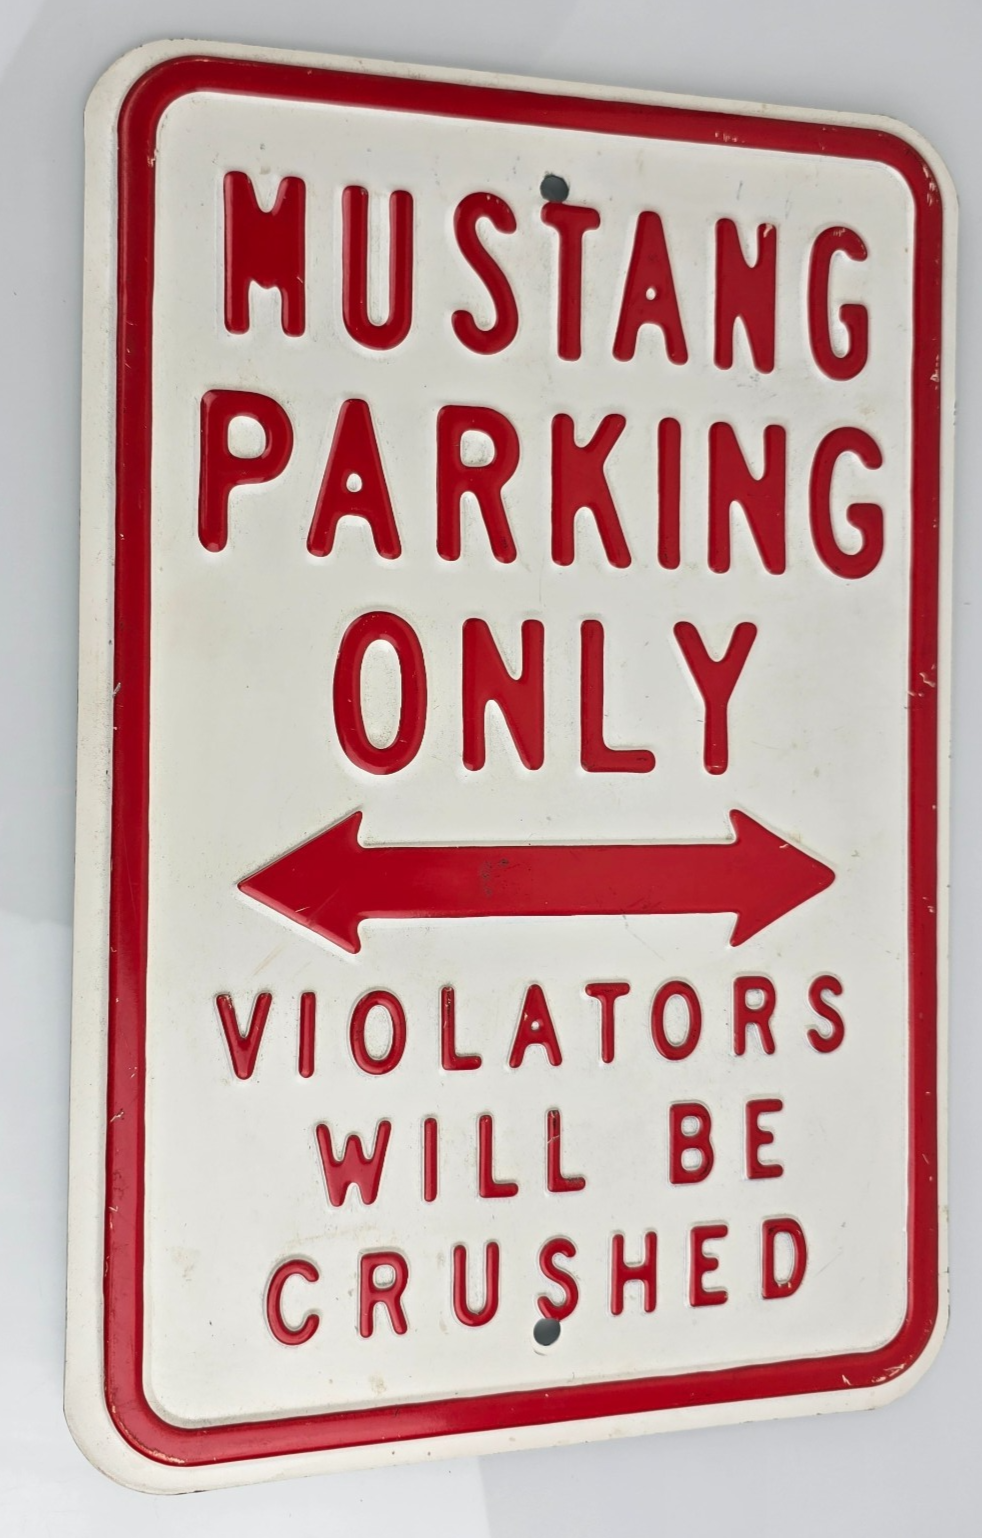 MUSTANG
PARKING
ONLY
VIOLATORS
WILL BE
CRUSHED